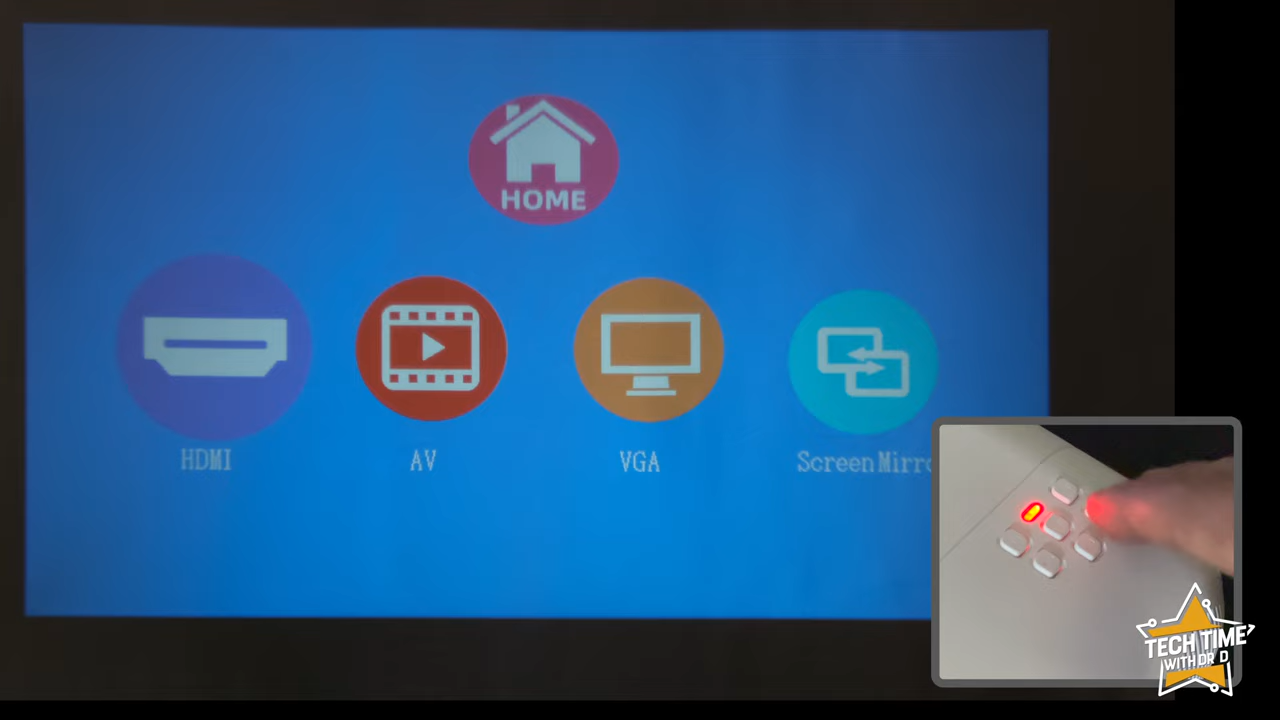 HOME
HDMI
AV
VGA
Screen Mirro
TECH TIME
WITH DR D